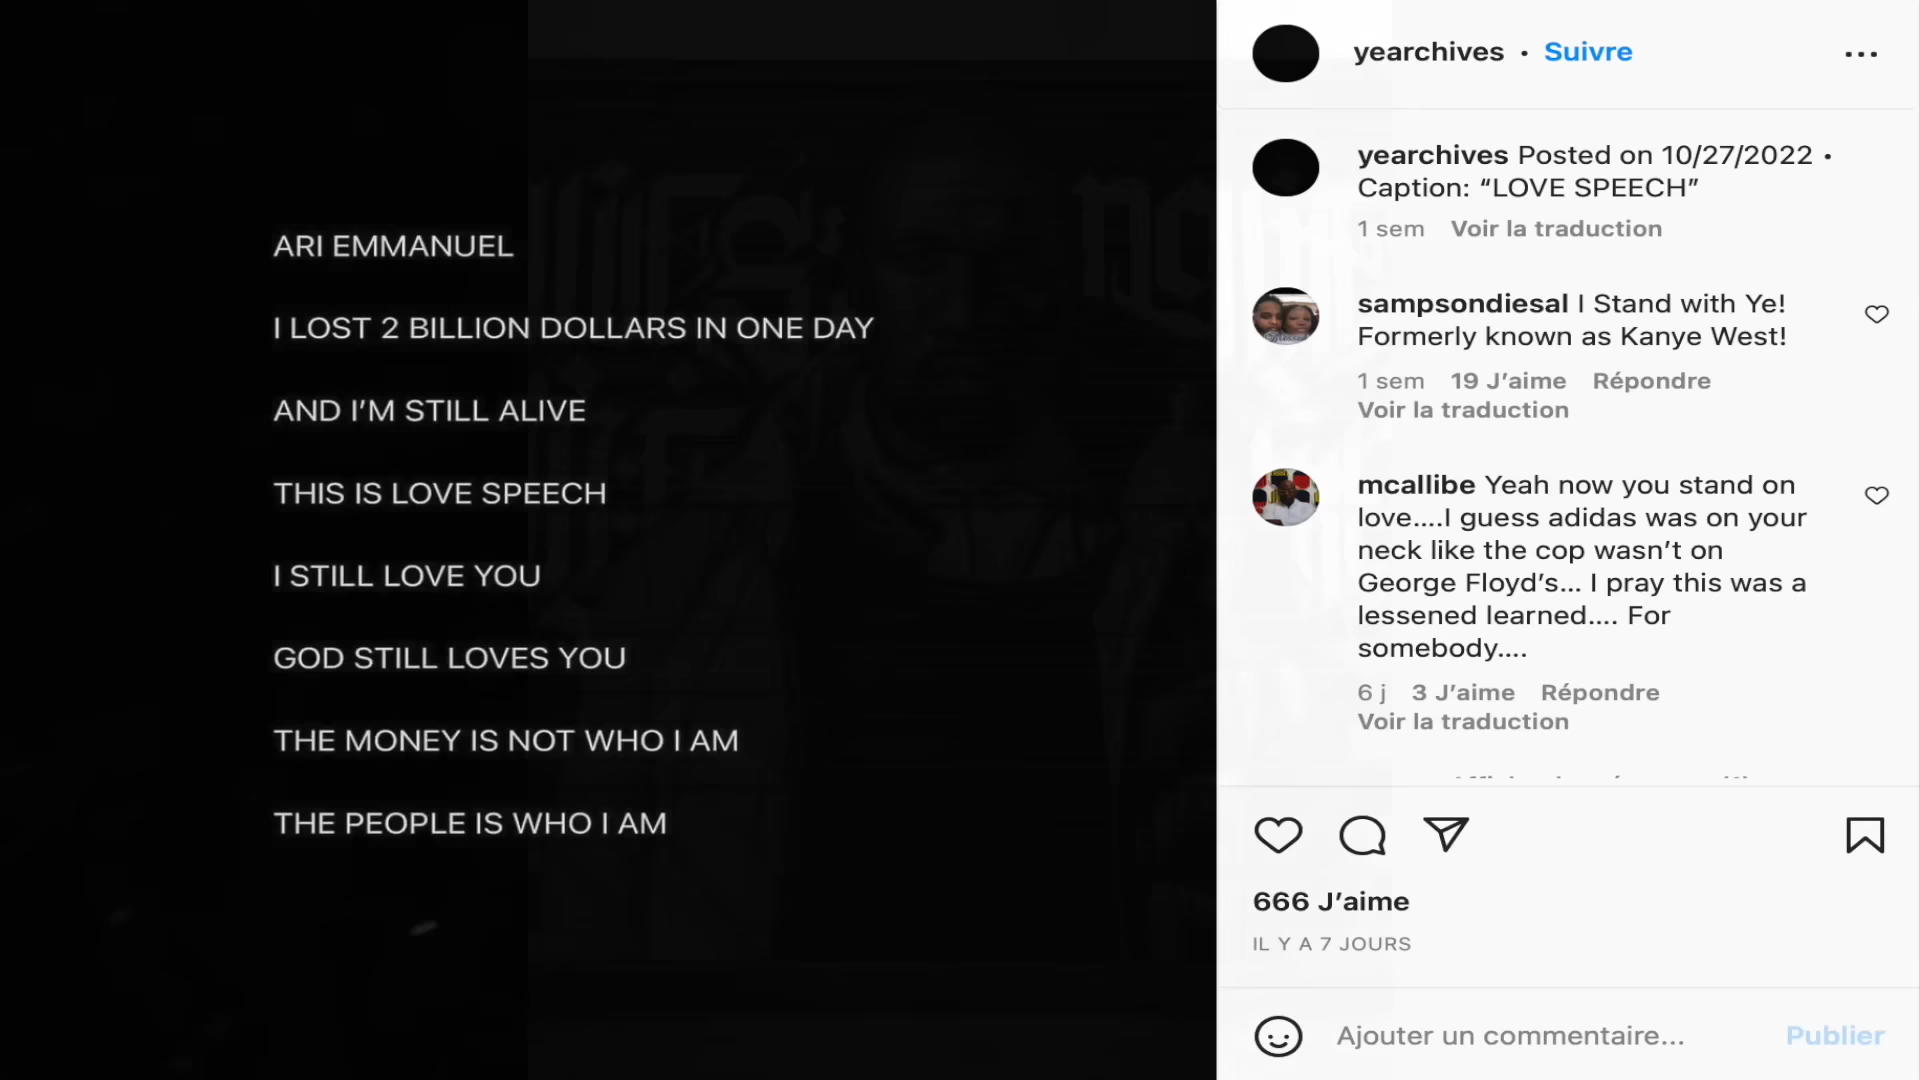 ARI EMMANUEL
I LOST 2 BILLION DOLLARS IN ONE DAY
AND I’M STILL ALIVE
THIS IS LOVE SPEECH
I STILL LOVE YOU
GOD STILL LOVES YOU
THE MONEY IS NOT WHO I AM
THE PEOPLE IS WHO I AM
yearchives • Suivre
yearchives Posted on 10/27/2022 •
Caption: “LOVE SPEECH”
1 sem Voir la traduction
sampsondiesal I Stand with Ye!
Formerly known as Kanye West!
1 sem 19 J’aime Répondre
Voir la traduction
mcallibe Yeah now you stand on
love....I guess adidas was on your
neck like the cop wasn’t on
George Floyd’s... I pray this was a
lessened learned.... For
somebody....
6 j 3 J’aime Répondre
Voir la traduction
666 J’aime
IL Y A 7 JOURS
Ajouter un commentaire... Publier